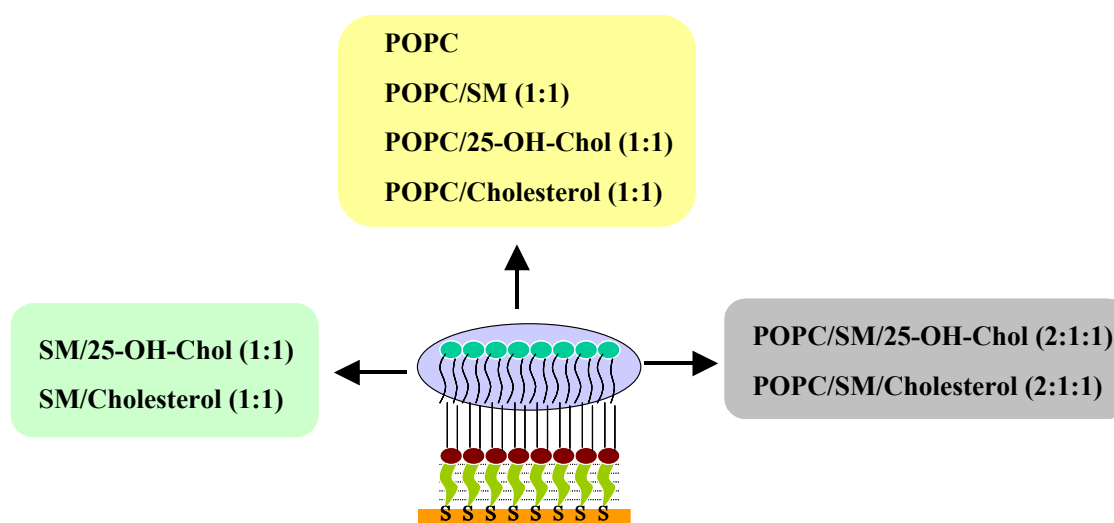 POPC
POPC/SM (1:1)
POPC/25-OH-Chol (1:1)
POPC/Cholesterol (1:1)
SM/25-OH-Chol (1:1)
SM/Cholesterol (1:1)
POPC/SM/25-OH-Chol (2:1:1)
POPC/SM/Cholesterol (2:1:1)
S S S S S S S S